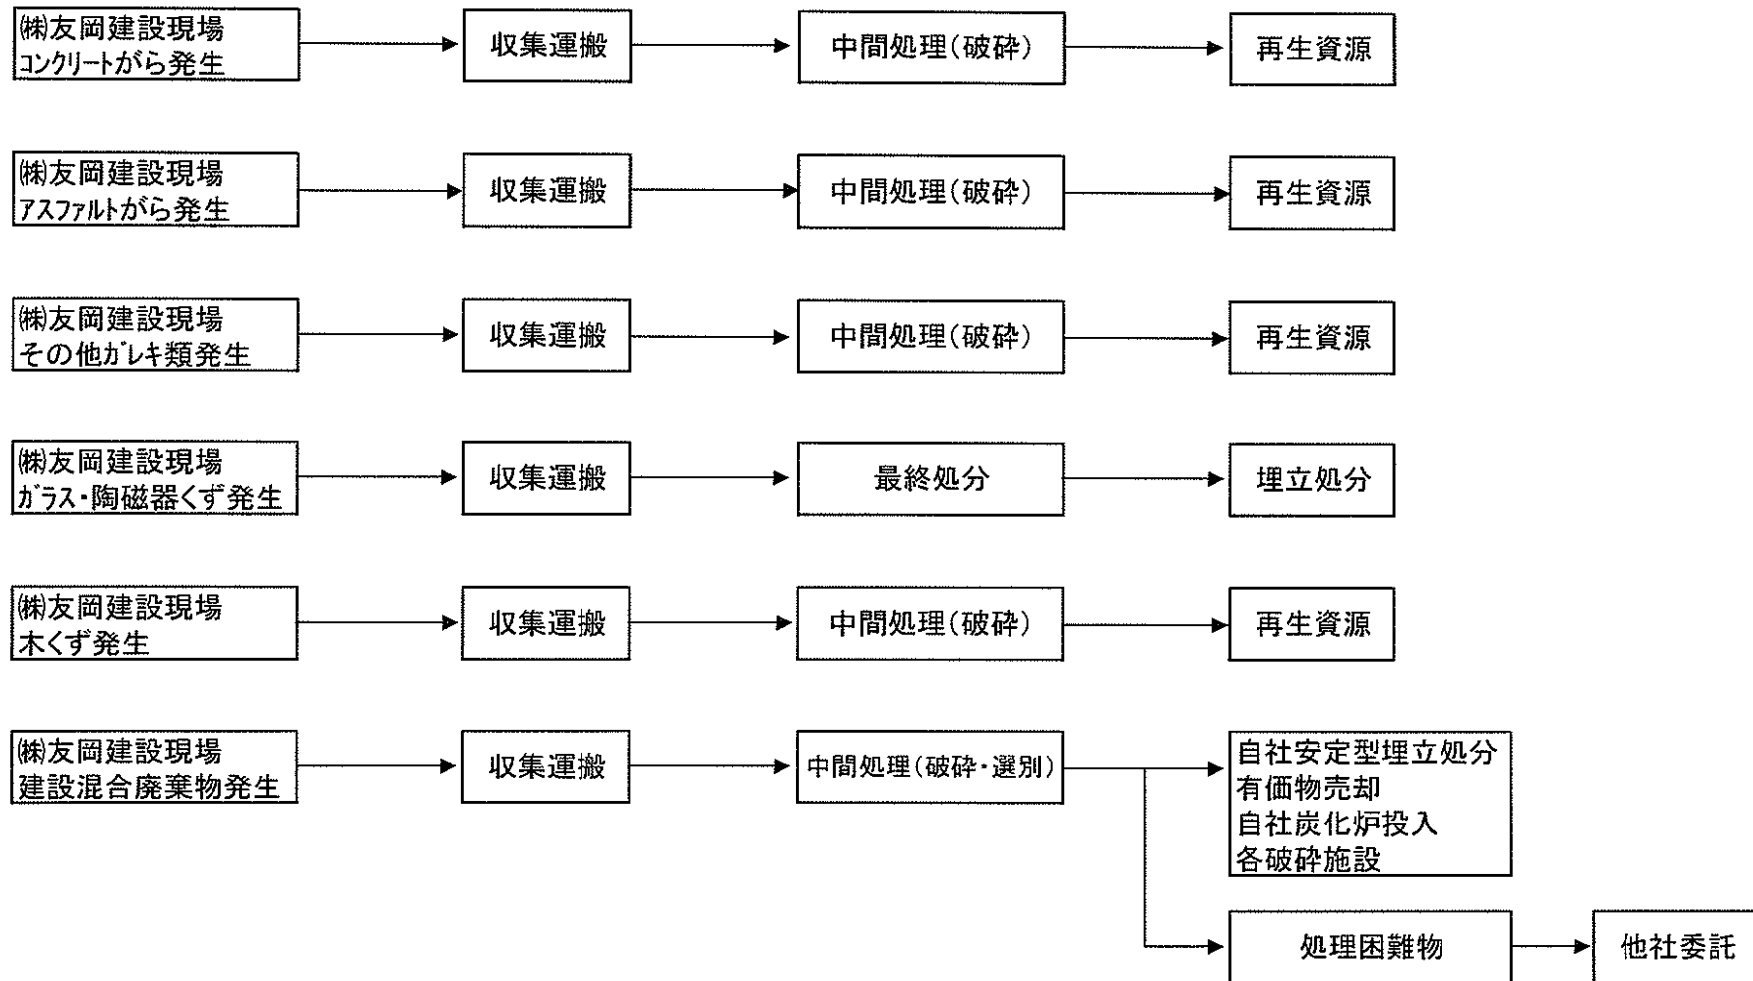 ㈱友岡建設現場
コンクリートがら発生
収集運搬
中間処理(破砕)
再生資源
㈱友岡建設現場
アスファルトがら発生
収集運搬
中間処理(破砕)
再生資源
㈱友岡建設現場
その他ガレキ類発生
収集運搬
中間処理(破砕)
再生資源
㈱友岡建設現場
ガラス・陶磁器くず発生
収集運搬
最終処分
埋立処分
㈱友岡建設現場
木くず発生
収集運搬
中間処理(破砕)
再生資源
㈱友岡建設現場
建設混合廃棄物発生
収集運搬
中間処理(破砕・選別)
自社安定型埋立処分
有価物売却
自社炭化炉投入
各破砕施設
処理困難物
他社委託